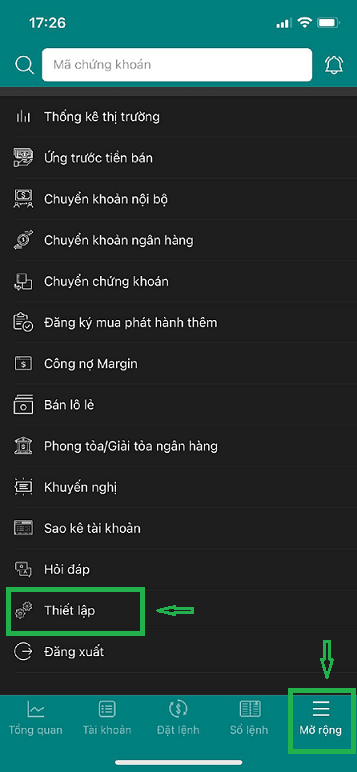 17:26
Mã chứng khoán
Thống kê thị trường
Ứng trước tiền bán
Chuyển khoản nội bộ
Chuyển khoản ngân hàng
Chuyển chứng khoán
Đăng ký mua phát hành thêm
Công nợ Margin
Bán lô lẻ
Phong tỏa/Giải tỏa ngân hàng
Khuyến nghị
Sao kê tài khoản
Hỏi đáp
Thiết lập
Đăng xuất
Tổng quan
Tài khoản
Đặt lệnh
Sổ lệnh
Mở rộng